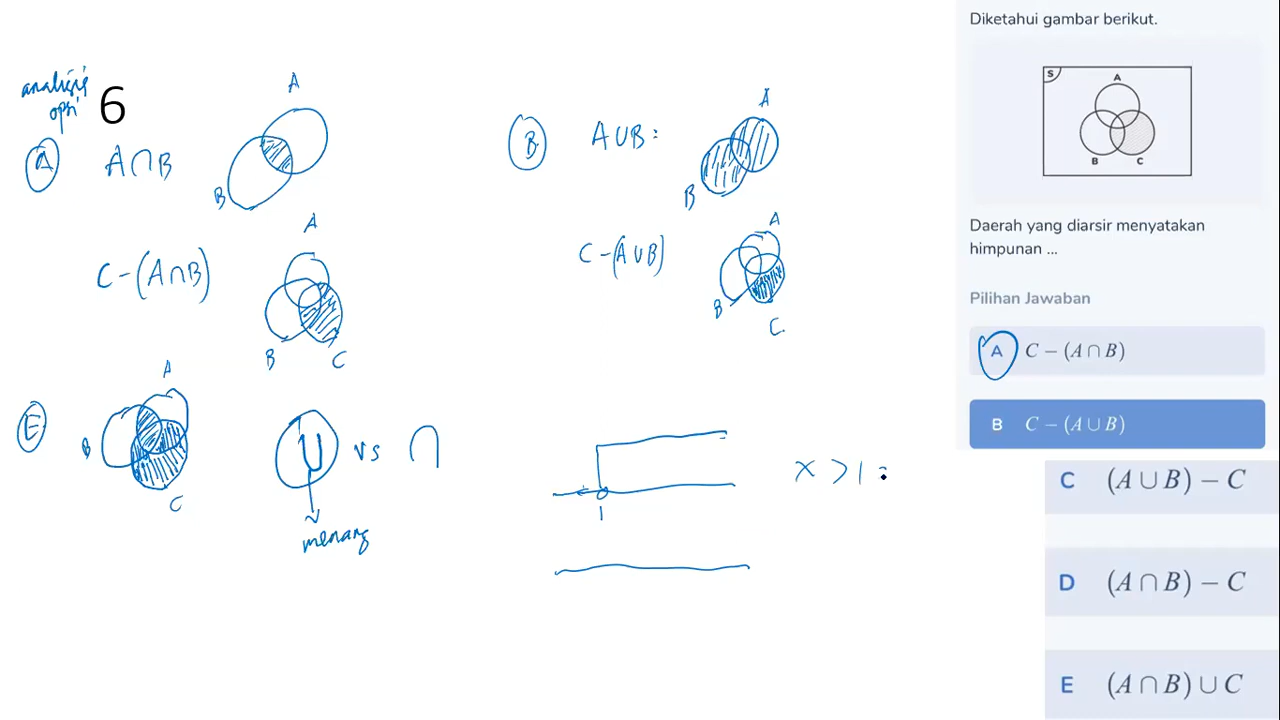 analisis
opsi
6
A
A ∩ B
A
B
C - (A ∩ B)
A
B
C
B
A ∪ B =
A
B
C - (A ∪ B)
A
B
C
E
A
B
C
∪ vs ∩
menang
1
x > 1 =
Diketahui gambar berikut.
S
A
B
C
Daerah yang diarsir menyatakan
himpunan ...
Pilihan Jawaban
A C − (A ∩ B)
B C − (A ∪ B)
C (A ∪ B) − C
D (A ∩ B) − C
E (A ∩ B) ∪ C